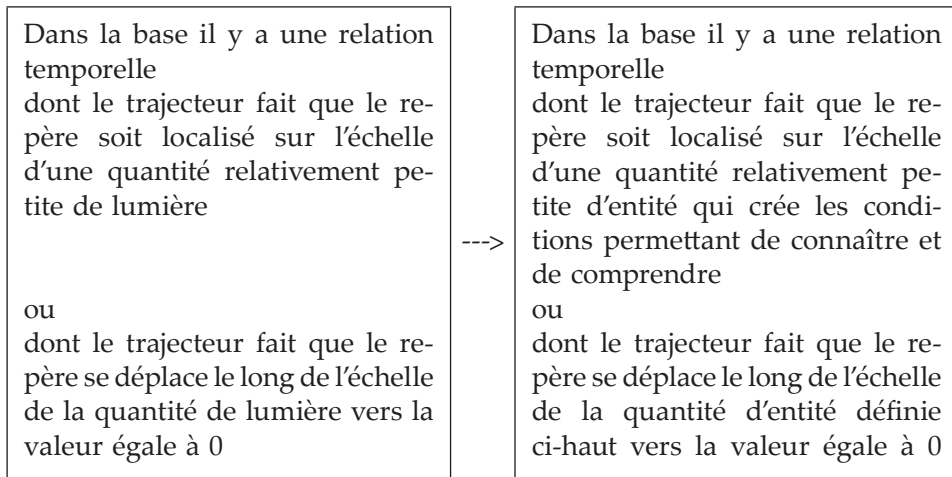 Dans la base il y a une relation
temporelle
dont le trajecteur fait que le re-
père soit localisé sur l’échelle
d’une quantité relativement pe-
tite de lumière
ou
dont le trajecteur fait que le re-
père se déplace le long de l’échelle
de la quantité de lumière vers la
valeur égale à 0
--->
Dans la base il y a une relation
temporelle
dont le trajecteur fait que le re-
père soit localisé sur l’échelle
d’une quantité relativement pe-
tite d’entité qui crée les condi-
tions permettant de connaître et
de comprendre
ou
dont le trajecteur fait que le re-
père se déplace le long de l’échelle
de la quantité d’entité définie
ci-haut vers la valeur égale à 0